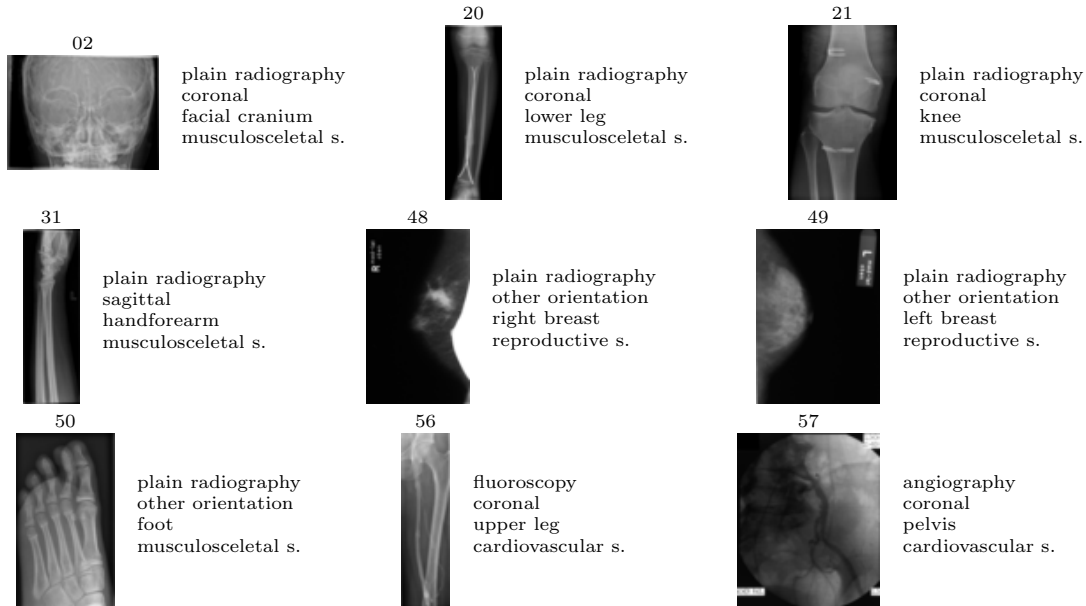 02
plain radiography
coronal
facial cranium
musculosceletal s.
20
plain radiography
coronal
lower leg
musculosceletal s.
21
plain radiography
coronal
knee
musculosceletal s.
31
plain radiography
sagittal
handforearm
musculosceletal s.
48
R
plain radiography
other orientation
right breast
reproductive s.
49
L
plain radiography
other orientation
left breast
reproductive s.
50
plain radiography
other orientation
foot
musculosceletal s.
56
fluoroscopy
coronal
upper leg
cardiovascular s.
57
angiography
coronal
pelvis
cardiovascular s.